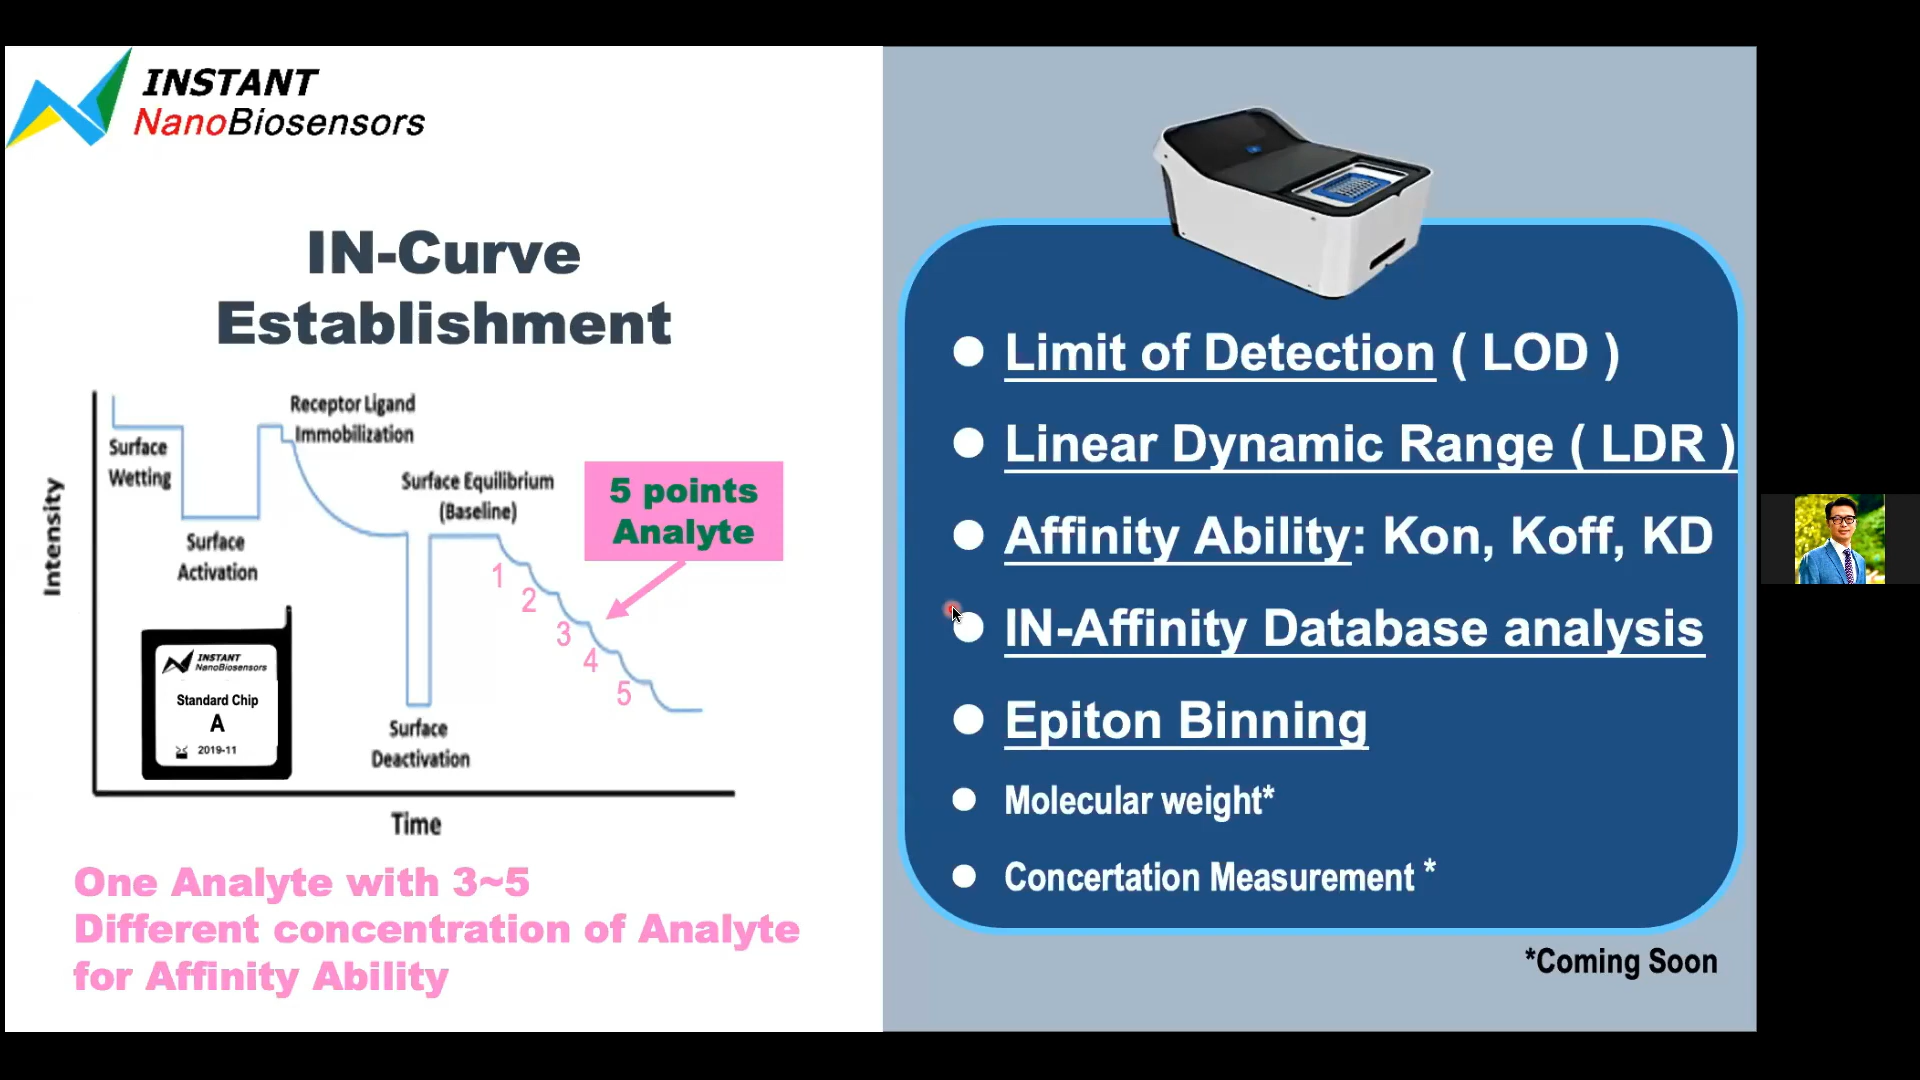 INSTANT
NanoBiosensors
IN-Curve
Establishment
Intensity
Surface
Wetting
Surface
Activation
Receptor Ligand
Immobilization
Surface Equilibrium
(Baseline)
5 points
Analyte
1
2
3
4
5
Surface
Deactivation
INSTANT
NanoBiosensors
Standard Chip
A
2019-11
Time
One Analyte with 3~5
Different concentration of Analyte
for Affinity Ability
Limit of Detection ( LOD )
Linear Dynamic Range ( LDR )
Affinity Ability: Kon, Koff, KD
IN-Affinity Database analysis
Epiton Binning
Molecular weight*
Concertation Measurement *
*Coming Soon